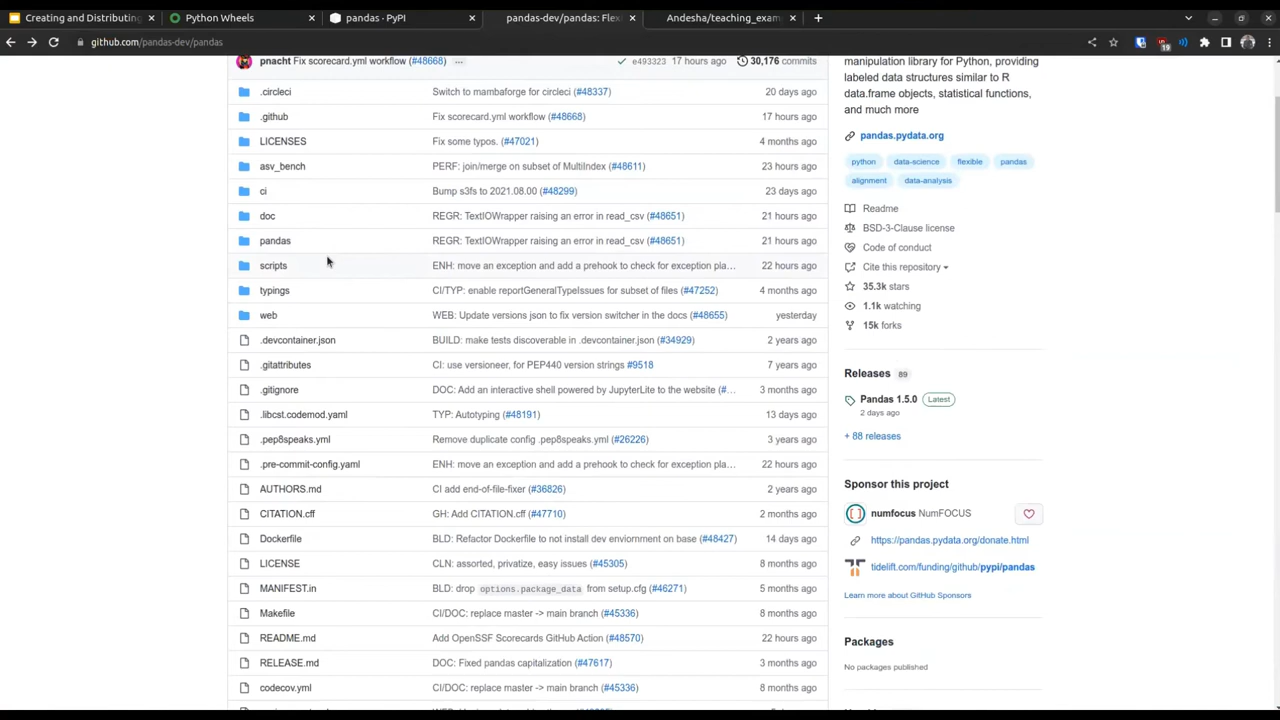 Creating and Distributing
Python Wheels
pandas · PyPI
pandas-dev/pandas: Flexi
Andesha/teaching_exam
github.com/pandas-dev/pandas
19
pnacht Fix scorecard.yml workflow (#48668) ... e493323 17 hours ago 30,176 commits
.circleci Switch to mambaforge for circleci (#48337) 20 days ago
.github Fix scorecard.yml workflow (#48668) 17 hours ago
LICENSES Fix some typos. (#47021) 4 months ago
asv_bench PERF: join/merge on subset of MultiIndex (#48611) 23 hours ago
ci Bump s3fs to 2021.08.00 (#48299) 23 days ago
doc REGR: TextIOWrapper raising an error in read_csv (#48651) 21 hours ago
pandas REGR: TextIOWrapper raising an error in read_csv (#48651) 21 hours ago
scripts ENH: move an exception and add a prehook to check for exception pla... 22 hours ago
typings CI/TYP: enable reportGeneralTypeIssues for subset of files (#47252) 4 months ago
web WEB: Update versions json to fix version switcher in the docs (#48655) yesterday
.devcontainer.json BUILD: make tests discoverable in .devcontainer.json (#34929) 2 years ago
.gitattributes CI: use versioneer, for PEP440 version strings #9518 7 years ago
.gitignore DOC: Add an interactive shell powered by JupyterLite to the website (#... 3 months ago
.libcst.codemod.yaml TYP: Autotyping (#48191) 13 days ago
.pep8speaks.yml Remove duplicate config .pep8speaks.yml (#26226) 3 years ago
.pre-commit-config.yaml ENH: move an exception and add a prehook to check for exception pla... 22 hours ago
AUTHORS.md CI add end-of-file-fixer (#36826) 2 years ago
CITATION.cff GH: Add CITATION.cff (#47710) 2 months ago
Dockerfile BLD: Refactor Dockerfile to not install dev enviornment on base (#48427) 14 days ago
LICENSE CLN: assorted, privatize, easy issues (#45305) 8 months ago
MANIFEST.in BLD: drop options.package_data from setup.cfg (#46271) 5 months ago
Makefile CI/DOC: replace master -> main branch (#45336) 8 months ago
README.md Add OpenSSF Scorecards GitHub Action (#48570) 22 hours ago
RELEASE.md DOC: Fixed pandas capitalization (#47617) 3 months ago
codecov.yml CI/DOC: replace master -> main branch (#45336) 8 months ago
manipulation library for Python, providing
labeled data structures similar to R
data.frame objects, statistical functions,
and much more
pandas.pydata.org
python data-science flexible pandas
alignment data-analysis
Readme
BSD-3-Clause license
Code of conduct
Cite this repository
35.3k stars
1.1k watching
15k forks
Releases 89
Pandas 1.5.0 Latest
2 days ago
+ 88 releases
Sponsor this project
numfocus NumFOCUS
https://pandas.pydata.org/donate.html
tidelift.com/funding/github/pypi/pandas
Learn more about GitHub Sponsors
Packages
No packages published